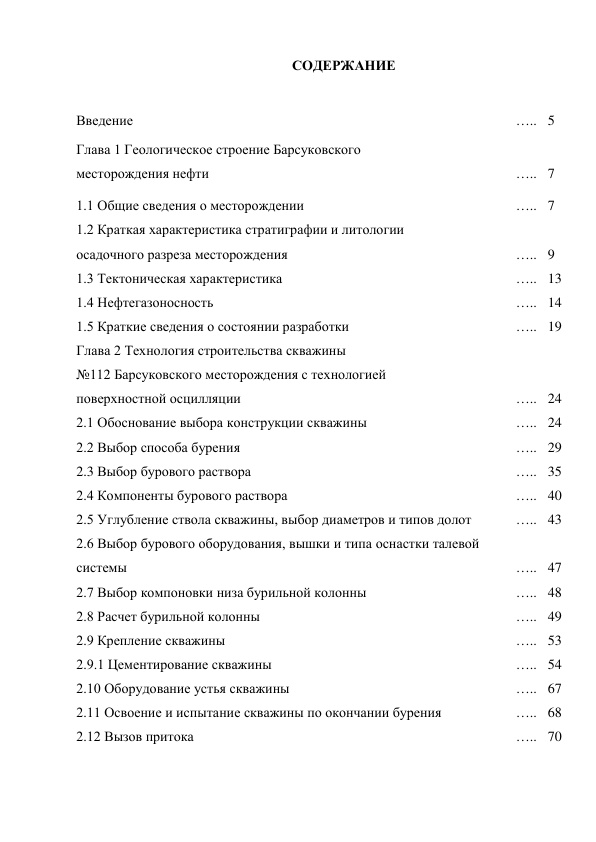 СОДЕРЖАНИЕ
Введение ….. 5
Глава 1 Геологическое строение Барсуковского
месторождения нефти ….. 7
1.1 Общие сведения о месторождении ….. 7
1.2 Краткая характеристика стратиграфии и литологии
осадочного разреза месторождения ….. 9
1.3 Тектоническая характеристика ….. 13
1.4 Нефтегазоносность ….. 14
1.5 Краткие сведения о состоянии разработки ….. 19
Глава 2 Технология строительства скважины
№112 Барсуковского месторождения с технологией
поверхностной осцилляции ….. 24
2.1 Обоснование выбора конструкции скважины ….. 24
2.2 Выбор способа бурения ….. 29
2.3 Выбор бурового раствора ….. 35
2.4 Компоненты бурового раствора ….. 40
2.5 Углубление ствола скважины, выбор диаметров и типов долот ….. 43
2.6 Выбор бурового оборудования, вышки и типа оснастки талевой
системы ….. 47
2.7 Выбор компоновки низа бурильной колонны ….. 48
2.8 Расчет бурильной колонны ….. 49
2.9 Крепление скважины ….. 53
2.9.1 Цементирование скважины ….. 54
2.10 Оборудование устья скважины ….. 67
2.11 Освоение и испытание скважины по окончании бурения ….. 68
2.12 Вызов притока ….. 70